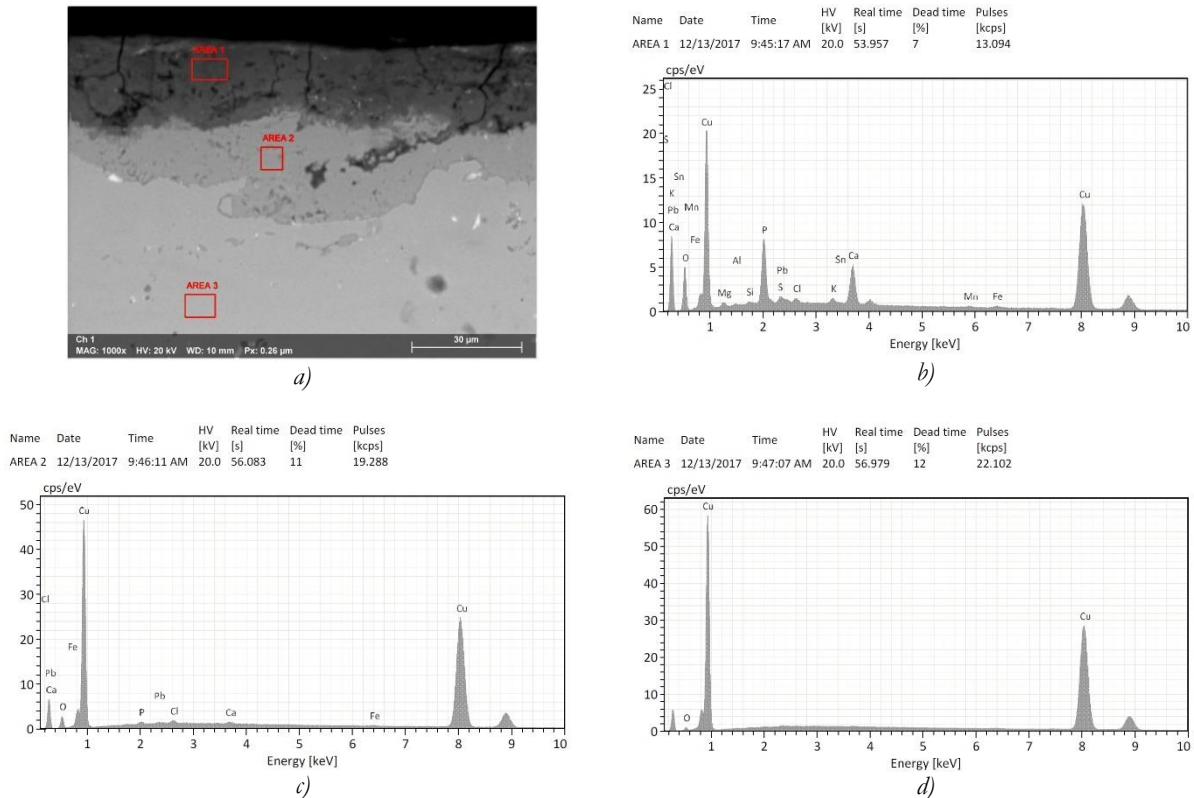 AREA 1
AREA 2
AREA 3
Ch 1
MAG: 1000x HV: 20 kV WD: 10 mm Px: 0.26 µm
30 µm
a)
Name Date Time HV [kV] Real time [s] Dead time [%] Pulses [kcps]
AREA 1 12/13/2017 9:45:17 AM 20.0 53.957 7 13.094
cps/eV
25
20
15
10
5
0
Cl
S
Sn
K
Pb
Mn
Ca
Fe
O
Cu
Mg
Al
Si
P
Pb
S
Cl
K
Sn
Ca
Mn
Fe
Cu
1 2 3 4 5 6 7 8 9 10
Energy [keV]
b)
Name Date Time HV [kV] Real time [s] Dead time [%] Pulses [kcps]
AREA 2 12/13/2017 9:46:11 AM 20.0 56.083 11 19.288
cps/eV
50
40
30
20
10
0
Cl
Fe
Pb
Ca
O
Cu
P
Pb
Cl
Ca
Fe
Cu
1 2 3 4 5 6 7 8 9 10
Energy [keV]
c)
Name Date Time HV [kV] Real time [s] Dead time [%] Pulses [kcps]
AREA 3 12/13/2017 9:47:07 AM 20.0 56.979 12 22.102
cps/eV
60
50
40
30
20
10
0
O
Cu
Cu
1 2 3 4 5 6 7 8 9 10
Energy [keV]
d)